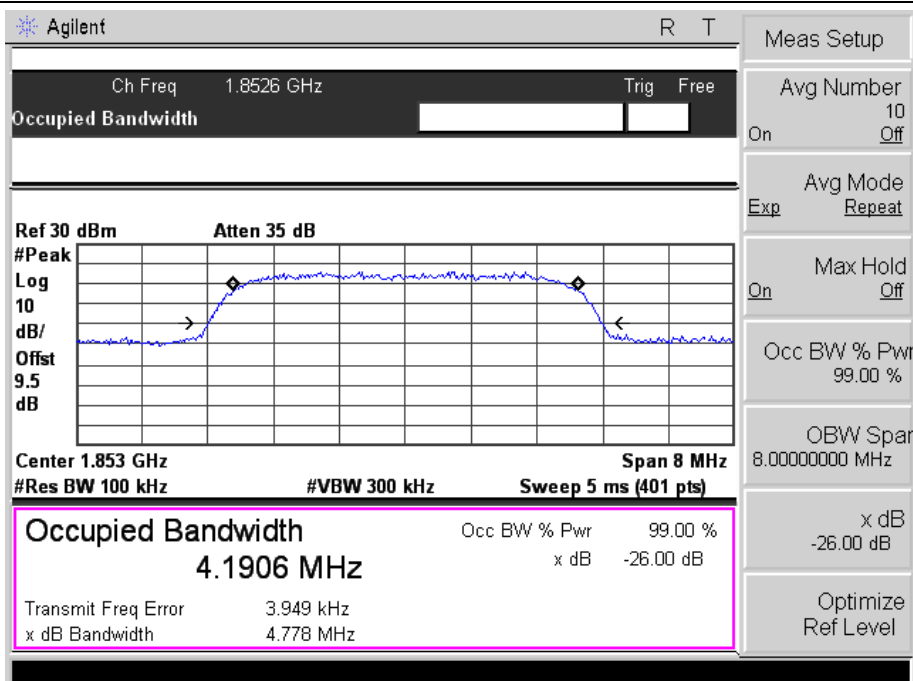 Agilent R T
Ch Freq 1.8526 GHz Trig Free
Occupied Bandwidth
Ref 30 dBm Atten 35 dB
#Peak
Log
10
dB/
Offst
9.5
dB
Center 1.853 GHz Span 8 MHz
#Res BW 100 kHz #VBW 300 kHz Sweep 5 ms (401 pts)
Occupied Bandwidth
4.1906 MHz
Occ BW % Pwr 99.00 %
x dB -26.00 dB
Transmit Freq Error 3.949 kHz
x dB Bandwidth 4.778 MHz
Meas Setup
Avg Number
10
On Off
Avg Mode
Exp Repeat
Max Hold
On Off
Occ BW % Pwr
99.00 %
OBW Span
8.00000000 MHz
x dB
-26.00 dB
Optimize
Ref Level